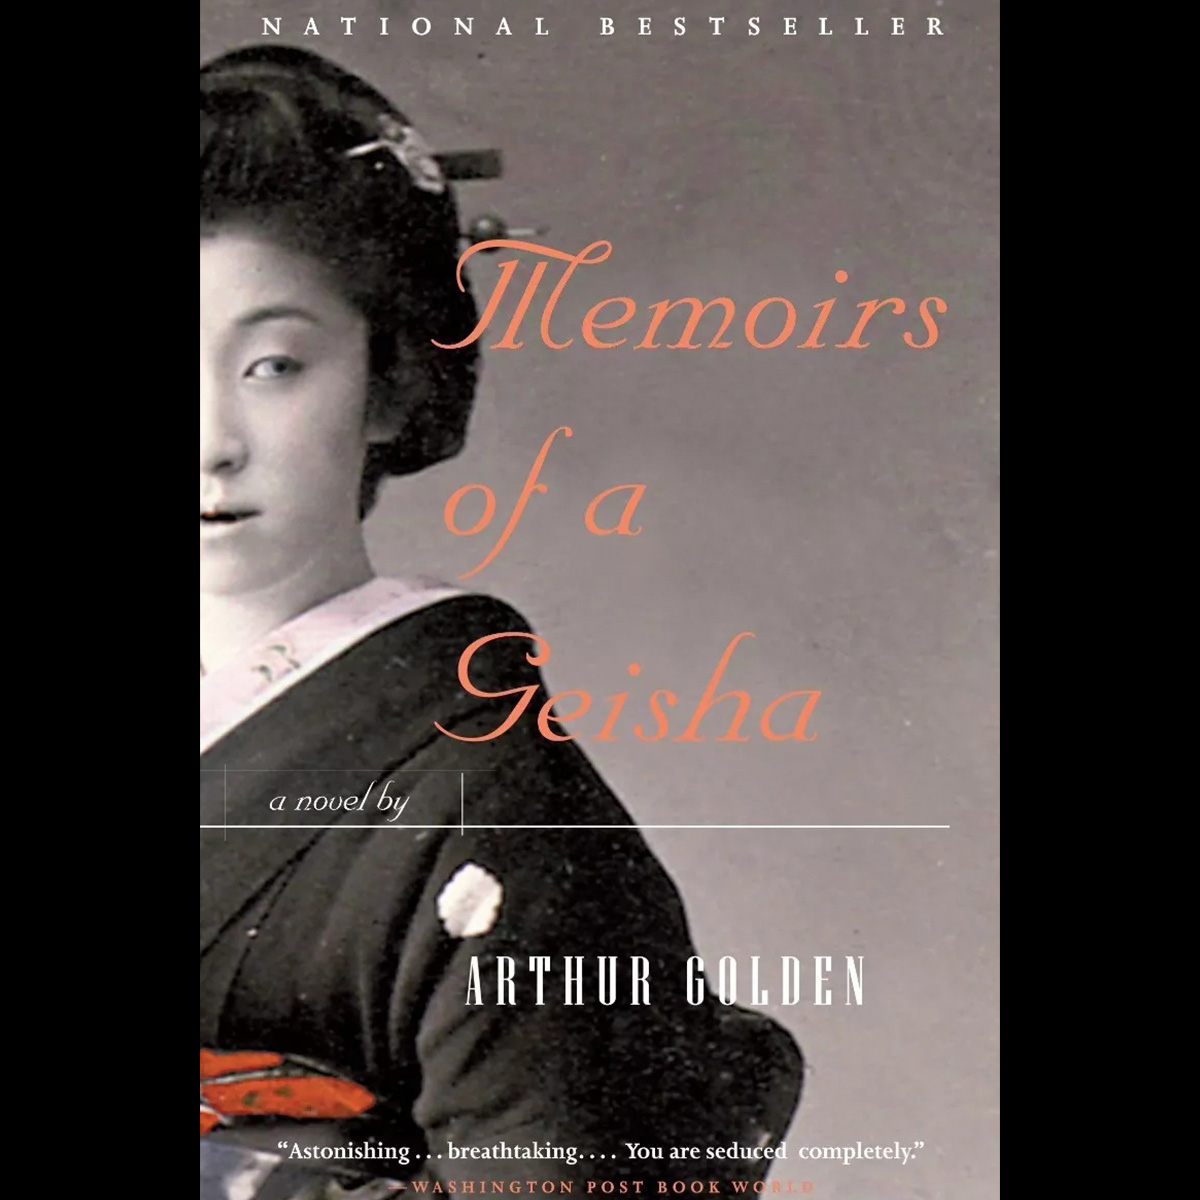 NATIONAL BESTSELLER
Memoirs
of a
Geisha
a novel by
ARTHUR GOLDEN
“Astonishing . . . breathtaking. . . . You are seduced completely.”
—WASHINGTON POST BOOK WORLD